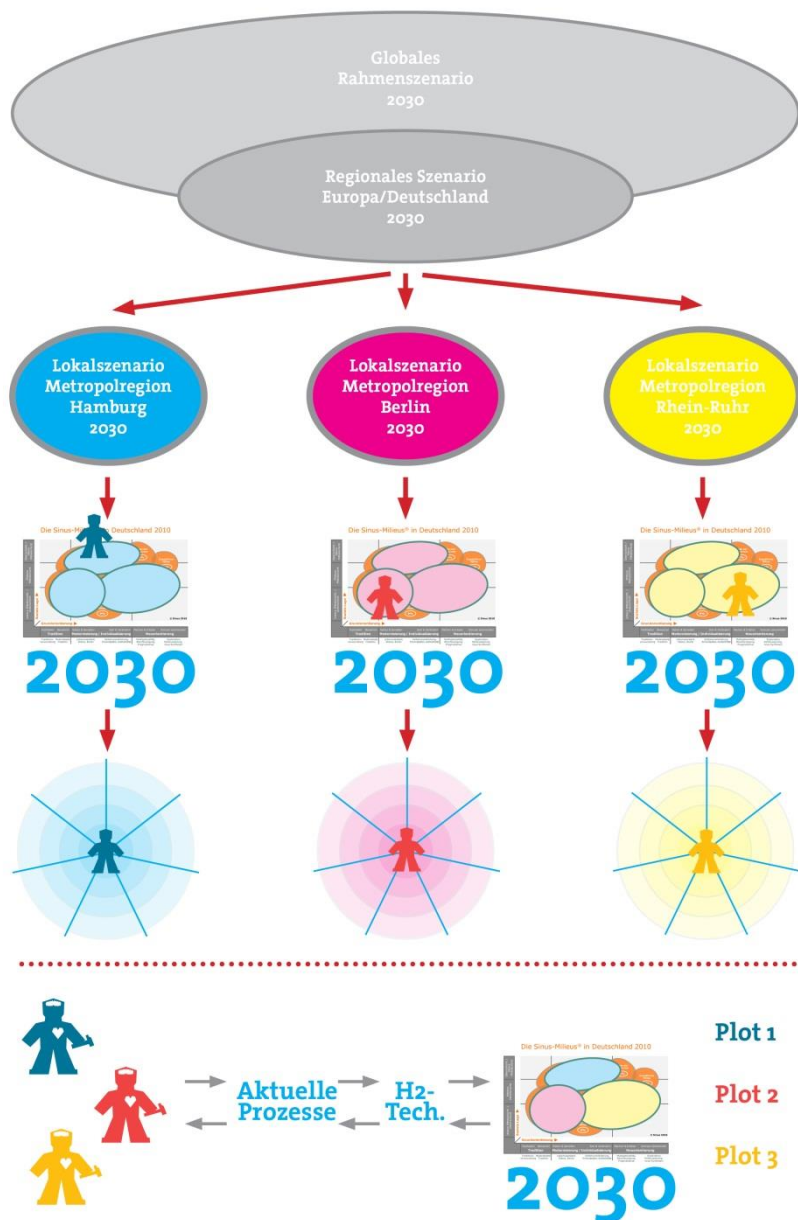 Globales
Rahmenszenario
2030
Regionales Szenario
Europa/Deutschland
2030
Lokalszenario
Metropolregion
Hamburg
2030
Lokalszenario
Metropolregion
Berlin
2030
Lokalszenario
Metropolregion
Rhein-Ruhr
2030
Die Sinus-Milieus® in Deutschland 2010
2030
Die Sinus-Milieus® in Deutschland 2010
2030
Die Sinus-Milieus® in Deutschland 2010
2030
Aktuelle
Prozesse
H2-
Tech.
Die Sinus-Milieus® in Deutschland 2010
2030
Plot 1
Plot 2
Plot 3